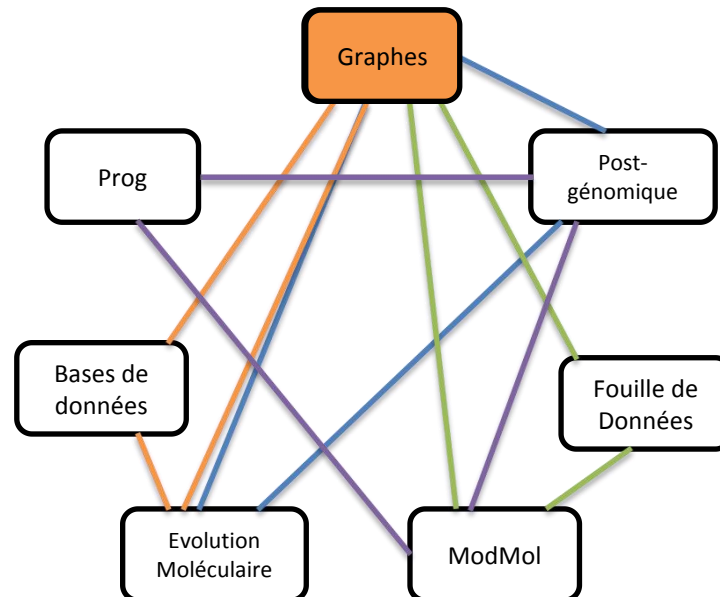 Graphes
Prog
Post-
génomique
Bases de
données
Fouille de
Données
Evolution
Moléculaire
ModMol